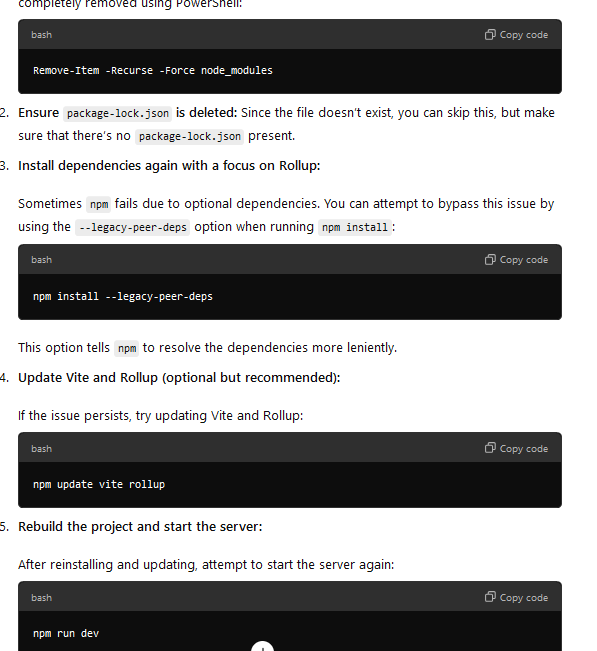 completely removed using PowerShell:
bash
Copy code
Remove-Item -Recurse -Force node_modules
2. Ensure package-lock.json is deleted: Since the file doesn't exist, you can skip this, but make
sure that there's no package-lock.json present.
3. Install dependencies again with a focus on Rollup:
Sometimes npm fails due to optional dependencies. You can attempt to bypass this issue by
using the --legacy-peer-deps option when running npm install:
bash
Copy code
npm install --legacy-peer-deps
This option tells npm to resolve the dependencies more leniently.
4. Update Vite and Rollup (optional but recommended):
If the issue persists, try updating Vite and Rollup:
bash
Copy code
npm update vite rollup
5. Rebuild the project and start the server:
After reinstalling and updating, attempt to start the server again:
bash
Copy code
npm run dev